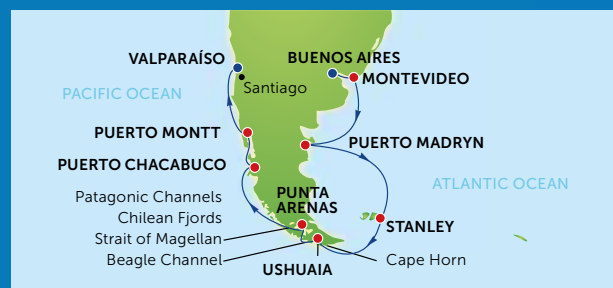 VALPARAÍSO
BUENOS AIRES
MONTEVIDEO
Santiago
PACIFIC OCEAN
PUERTO MONTT
PUERTO MADRYN
PUERTO CHACABUCO
ATLANTIC OCEAN
Patagonic Channels
PUNTA
ARENAS
Chilean Fjords
STANLEY
Strait of Magellan
Beagle Channel
Cape Horn
USHUAIA